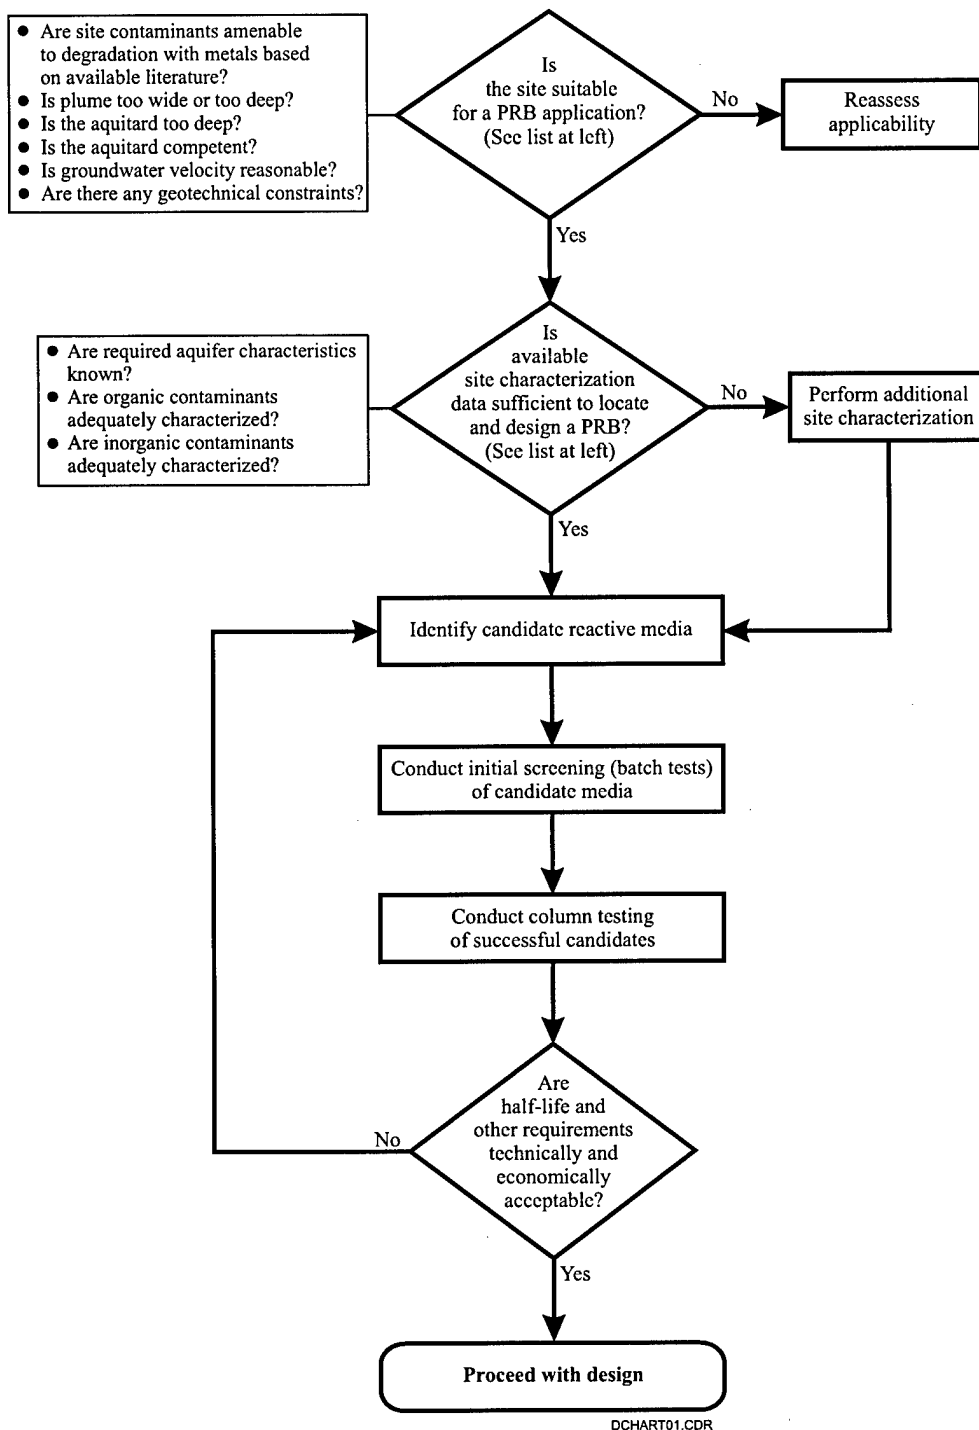 ● Are site contaminants amenable
to degradation with metals based
on available literature?
● Is plume too wide or too deep?
● Is the aquitard too deep?
● Is the aquitard competent?
● Is groundwater velocity reasonable?
● Are there any geotechnical constraints?
Is
the site suitable
for a PRB application?
(See list at left)
No
Reassess
applicability
Yes
● Are required aquifer characteristics
known?
● Are organic contaminants
adequately characterized?
● Are inorganic contaminants
adequately characterized?
Is
available
site characterization
data sufficient to locate
and design a PRB?
(See list at left)
No
Perform additional
site characterization
Yes
Identify candidate reactive media
Conduct initial screening (batch tests)
of candidate media
Conduct column testing
of successful candidates
Are
half-life and
other requirements
technically and
economically
acceptable?
No
Yes
Proceed with design
DCHART01.CDR